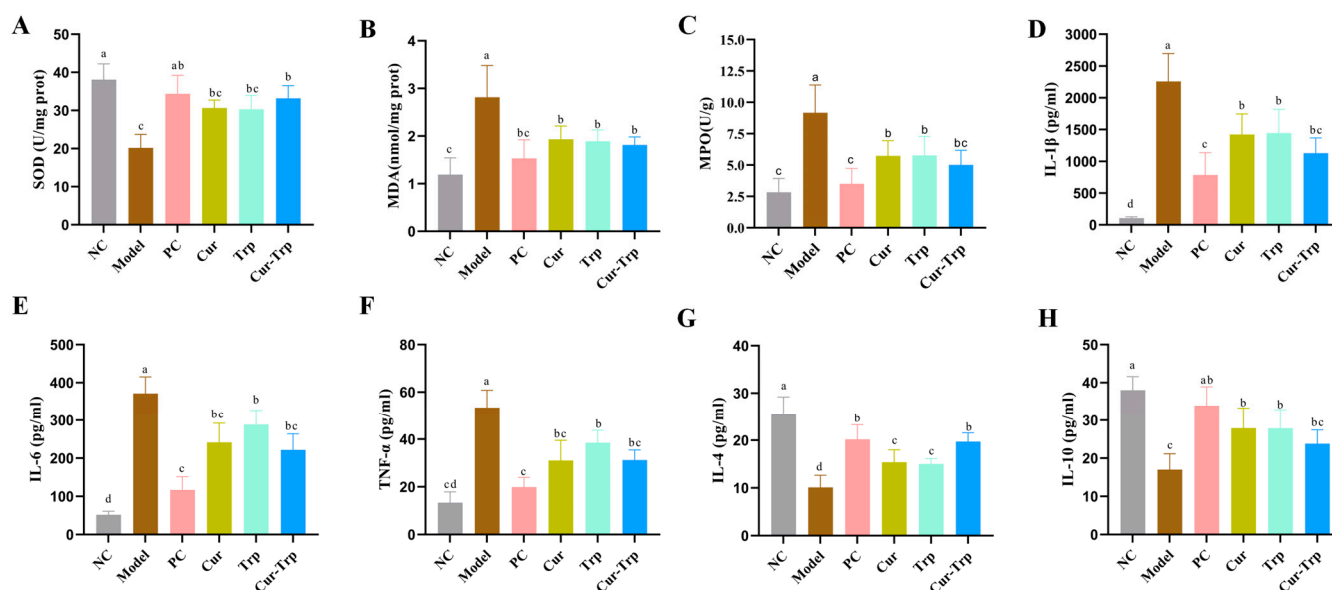 A
SOD (U/mg prot)
50
40
30
20
10
0
a
c
ab
bc
bc
b
NC
Model
PC
Cur
Trp
Cur-Trp
B
MDA(nmol/mg prot)
4
3
2
1
0
c
a
bc
b
b
b
NC
Model
PC
Cur
Trp
Cur-Trp
C
MPO(U/g)
15.0
12.5
10.0
7.5
5.0
2.5
0.0
c
a
c
b
b
bc
NC
Model
PC
Cur
Trp
Cur-Trp
D
IL-1β (pg/ml)
3000
2500
2000
1500
1000
500
0
d
a
c
b
b
b
NC
Model
PC
Cur
Trp
Cur-Trp
E
IL-6 (pg/ml)
500
400
300
200
100
0
d
a
c
bc
b
bc
NC
Model
PC
Cur
Trp
Cur-Trp
F
TNF-α (pg/ml)
80
60
40
20
0
cd
a
c
bc
b
bc
NC
Model
PC
Cur
Trp
Cur-Trp
G
IL-4 (pg/ml)
40
30
20
10
0
a
d
b
c
c
b
NC
Model
PC
Cur
Trp
Cur-Trp
H
IL-10 (pg/ml)
50
40
30
20
10
0
a
c
ab
b
b
bc
NC
Model
PC
Cur
Trp
Cur-Trp